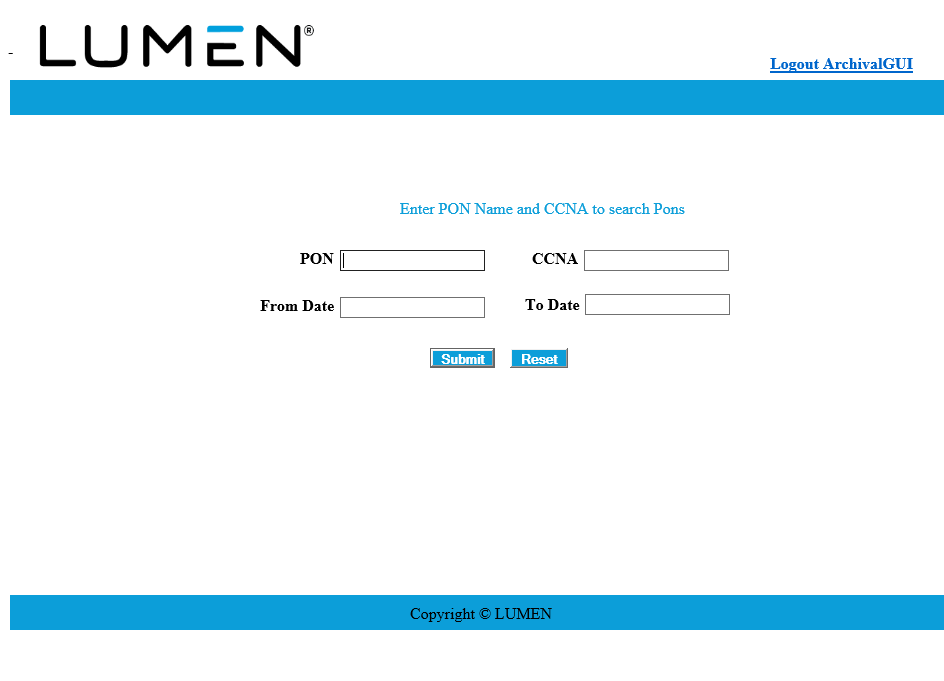 LUMEN®
-
Logout ArchivalGUI
Enter PON Name and CCNA to search Pons
PON CCNA
From Date To Date
Submit Reset
Copyright © LUMEN